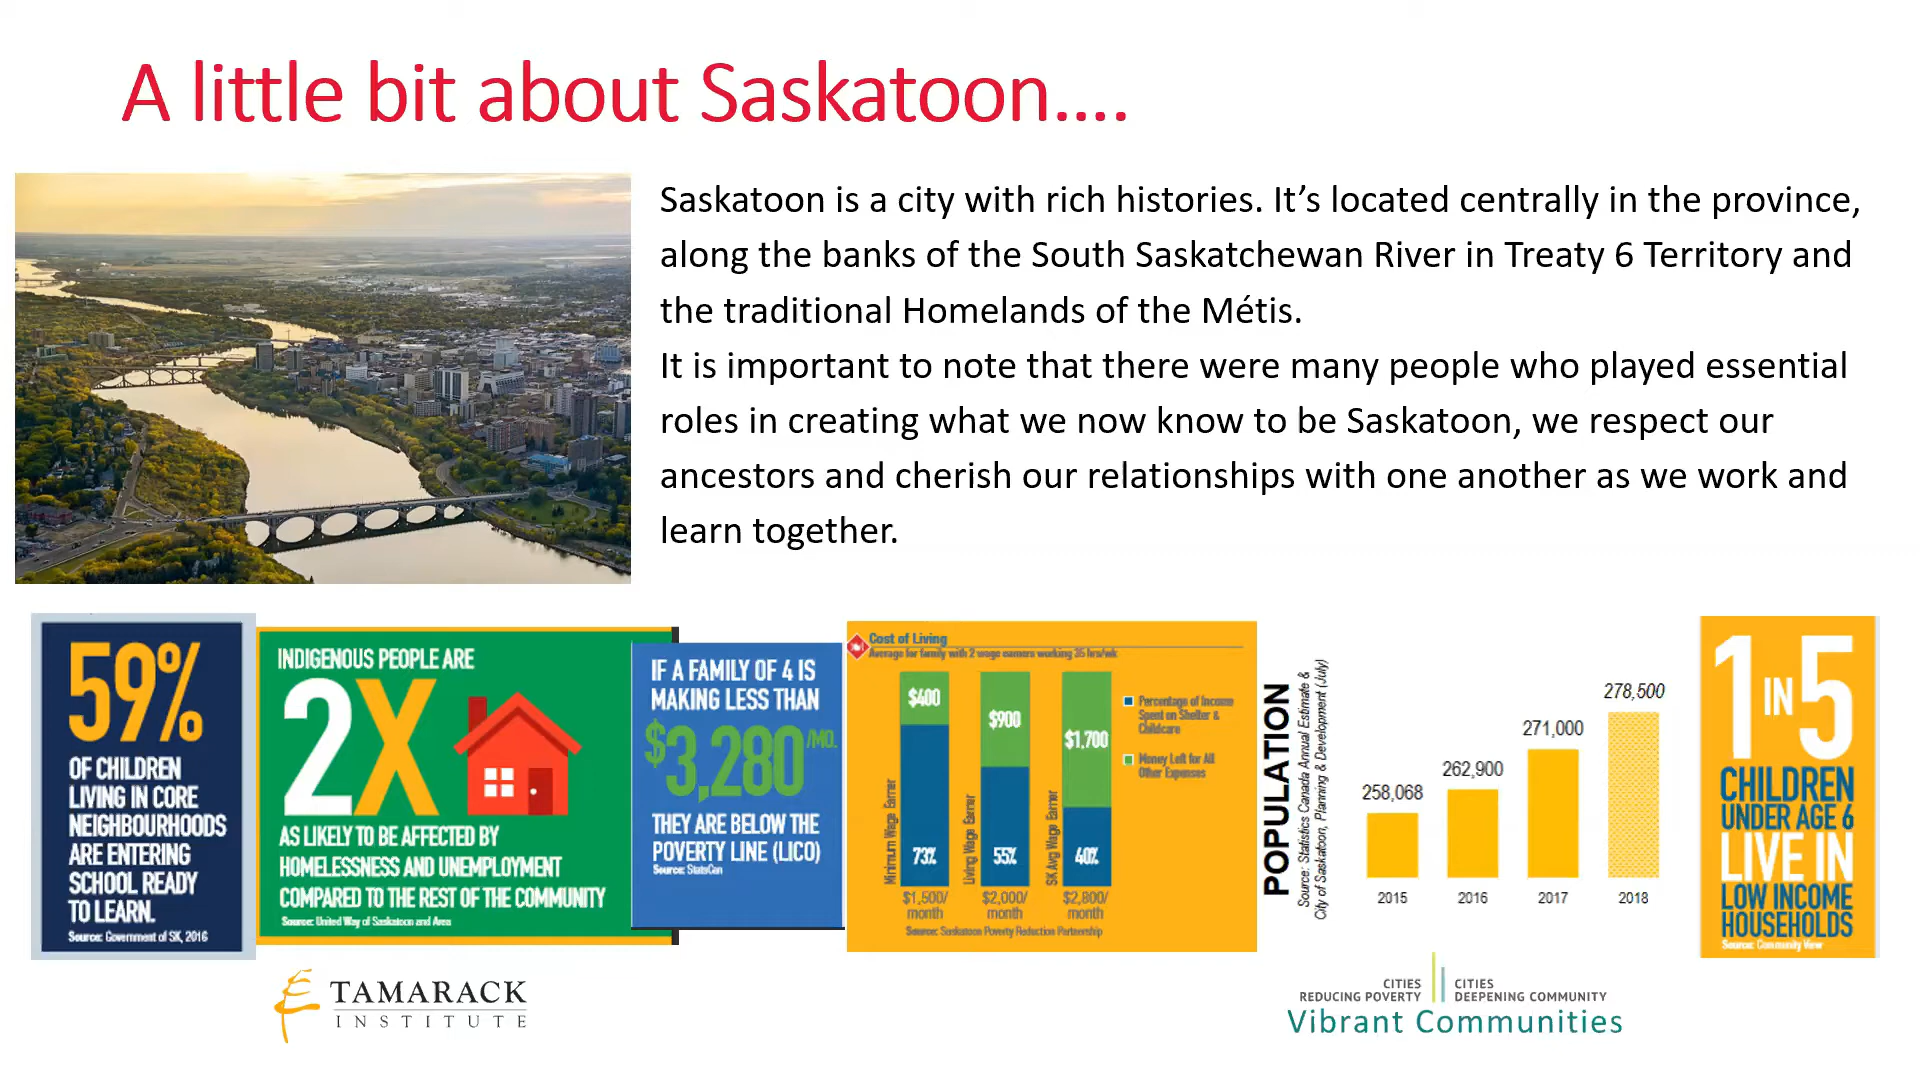 A little bit about Saskatoon....
Saskatoon is a city with rich histories. It’s located centrally in the province,
along the banks of the South Saskatchewan River in Treaty 6 Territory and
the traditional Homelands of the Métis.
It is important to note that there were many people who played essential
roles in creating what we now know to be Saskatoon, we respect our
ancestors and cherish our relationships with one another as we work and
learn together.
59%
OF CHILDREN
LIVING IN CORE
NEIGHBOURHOODS
ARE ENTERING
SCHOOL READY
TO LEARN.
Source: Government of SK, 2016
INDIGENOUS PEOPLE ARE
2X
AS LIKELY TO BE AFFECTED BY
HOMELESSNESS AND UNEMPLOYMENT
COMPARED TO THE REST OF THE COMMUNITY
Source: United Way of Saskatoon and Area
IF A FAMILY OF 4 IS
MAKING LESS THAN
$3,280/MO.
THEY ARE BELOW THE
POVERTY LINE (LICO)
Source: StatsCan
Cost of Living
Average for family with 2 wage earners working 35 hrs/wk
$400
$900
$1,700
Percentage of Income
Spent on Shelter &
Childcare
Money Left for All
Other Expenses
Minimum Wage Earner
Living Wage Earner
SK Avg Wage Earner
73%
55%
40%
$1,500/
month
$2,000/
month
$2,800/
month
Source: Saskatoon Poverty Reduction Partnership
POPULATION
Source: Statistics Canada Annual Estimate &
City of Saskatoon, Planning & Development (July)
258,068
262,900
271,000
278,500
2015
2016
2017
2018
1 IN 5
CHILDREN
UNDER AGE 6
LIVE IN
LOW INCOME
HOUSEHOLDS
Source: Community View
TAMARACK
INSTITUTE
CITIES
REDUCING POVERTY
CITIES
DEEPENING COMMUNITY
Vibrant Communities